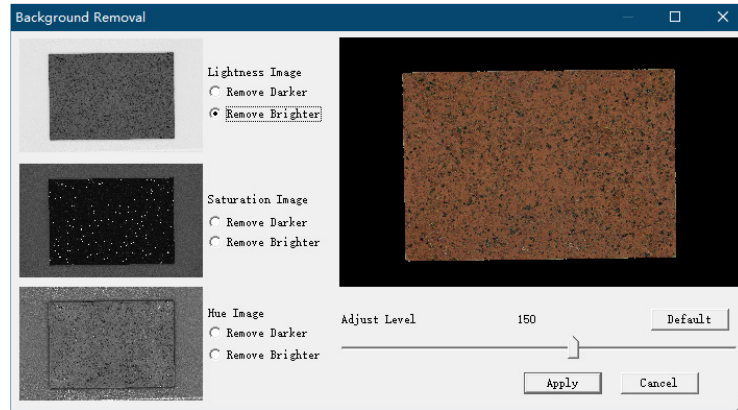 Background Removal
Lightness Image
Remove Darker
Remove Brighter
Saturation Image
Remove Darker
Remove Brighter
Hue Image
Remove Darker
Remove Brighter
Adjust Level 150 Default
Apply Cancel